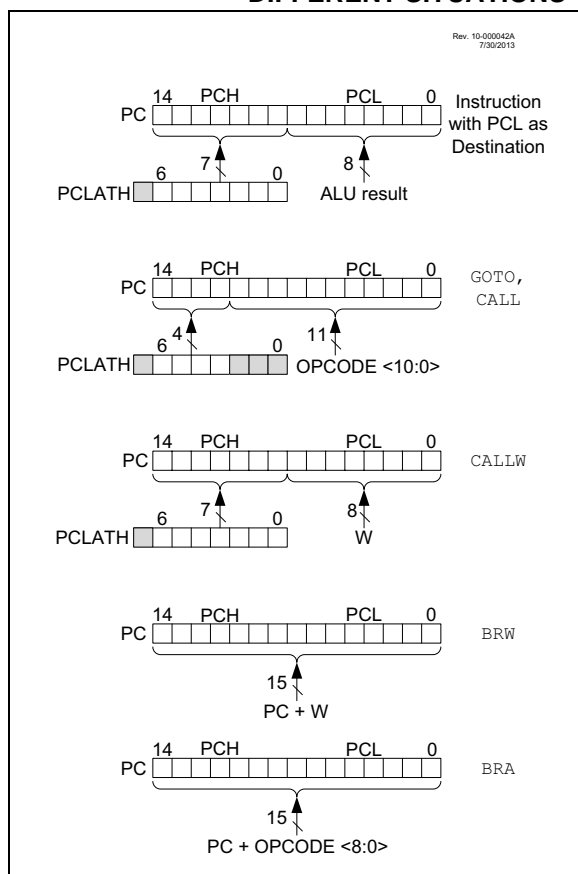 DIFFERENT SITUATIONS
Rev. 10-000042A
7/30/2013
14 PCH PCL 0
PC
Instruction
with PCL as
Destination
7 8
6 0
PCLATH
ALU result
14 PCH PCL 0
PC
GOTO,
CALL
4 11
6 0
PCLATH
OPCODE <10:0>
14 PCH PCL 0
PC
CALLW
7 8
6 0
PCLATH
W
14 PCH PCL 0
PC
BRW
15
PC + W
14 PCH PCL 0
PC
BRA
15
PC + OPCODE <8:0>